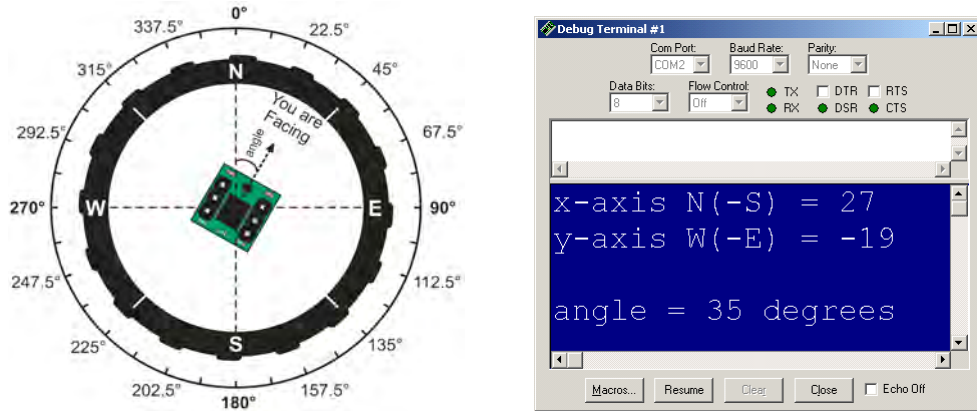 0°
337.5°
22.5°
315°
N
45°
You are
Facing
angle
292.5°
67.5°
270°
W
E
90°
247.5°
112.5°
S
225°
135°
202.5°
157.5°
180°
Debug Terminal #1
Com Port: Baud Rate: Parity:
COM2 9600 None
Data Bits: Flow Control: TX DTR RTS
8 Off RX DSR CTS
x-axis N(-S) = 27
y-axis W(-E) = -19
angle = 35 degrees
Macros... Resume Clear Close Echo Off